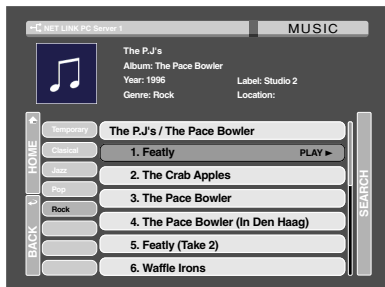 NET LINK PC Server 1
MUSIC
The P.J's
Album: The Pace Bowler
Year: 1996 Label: Studio 2
Genre: Rock Location:
HOME
BACK
Temporary
Clasical
Jazz
Pop
Rock
The P.J's / The Pace Bowler
1. Featly PLAY ►
2. The Crab Apples
3. The Pace Bowler
4. The Pace Bowler (In Den Haag)
5. Featly (Take 2)
6. Waffle Irons
SEARCH